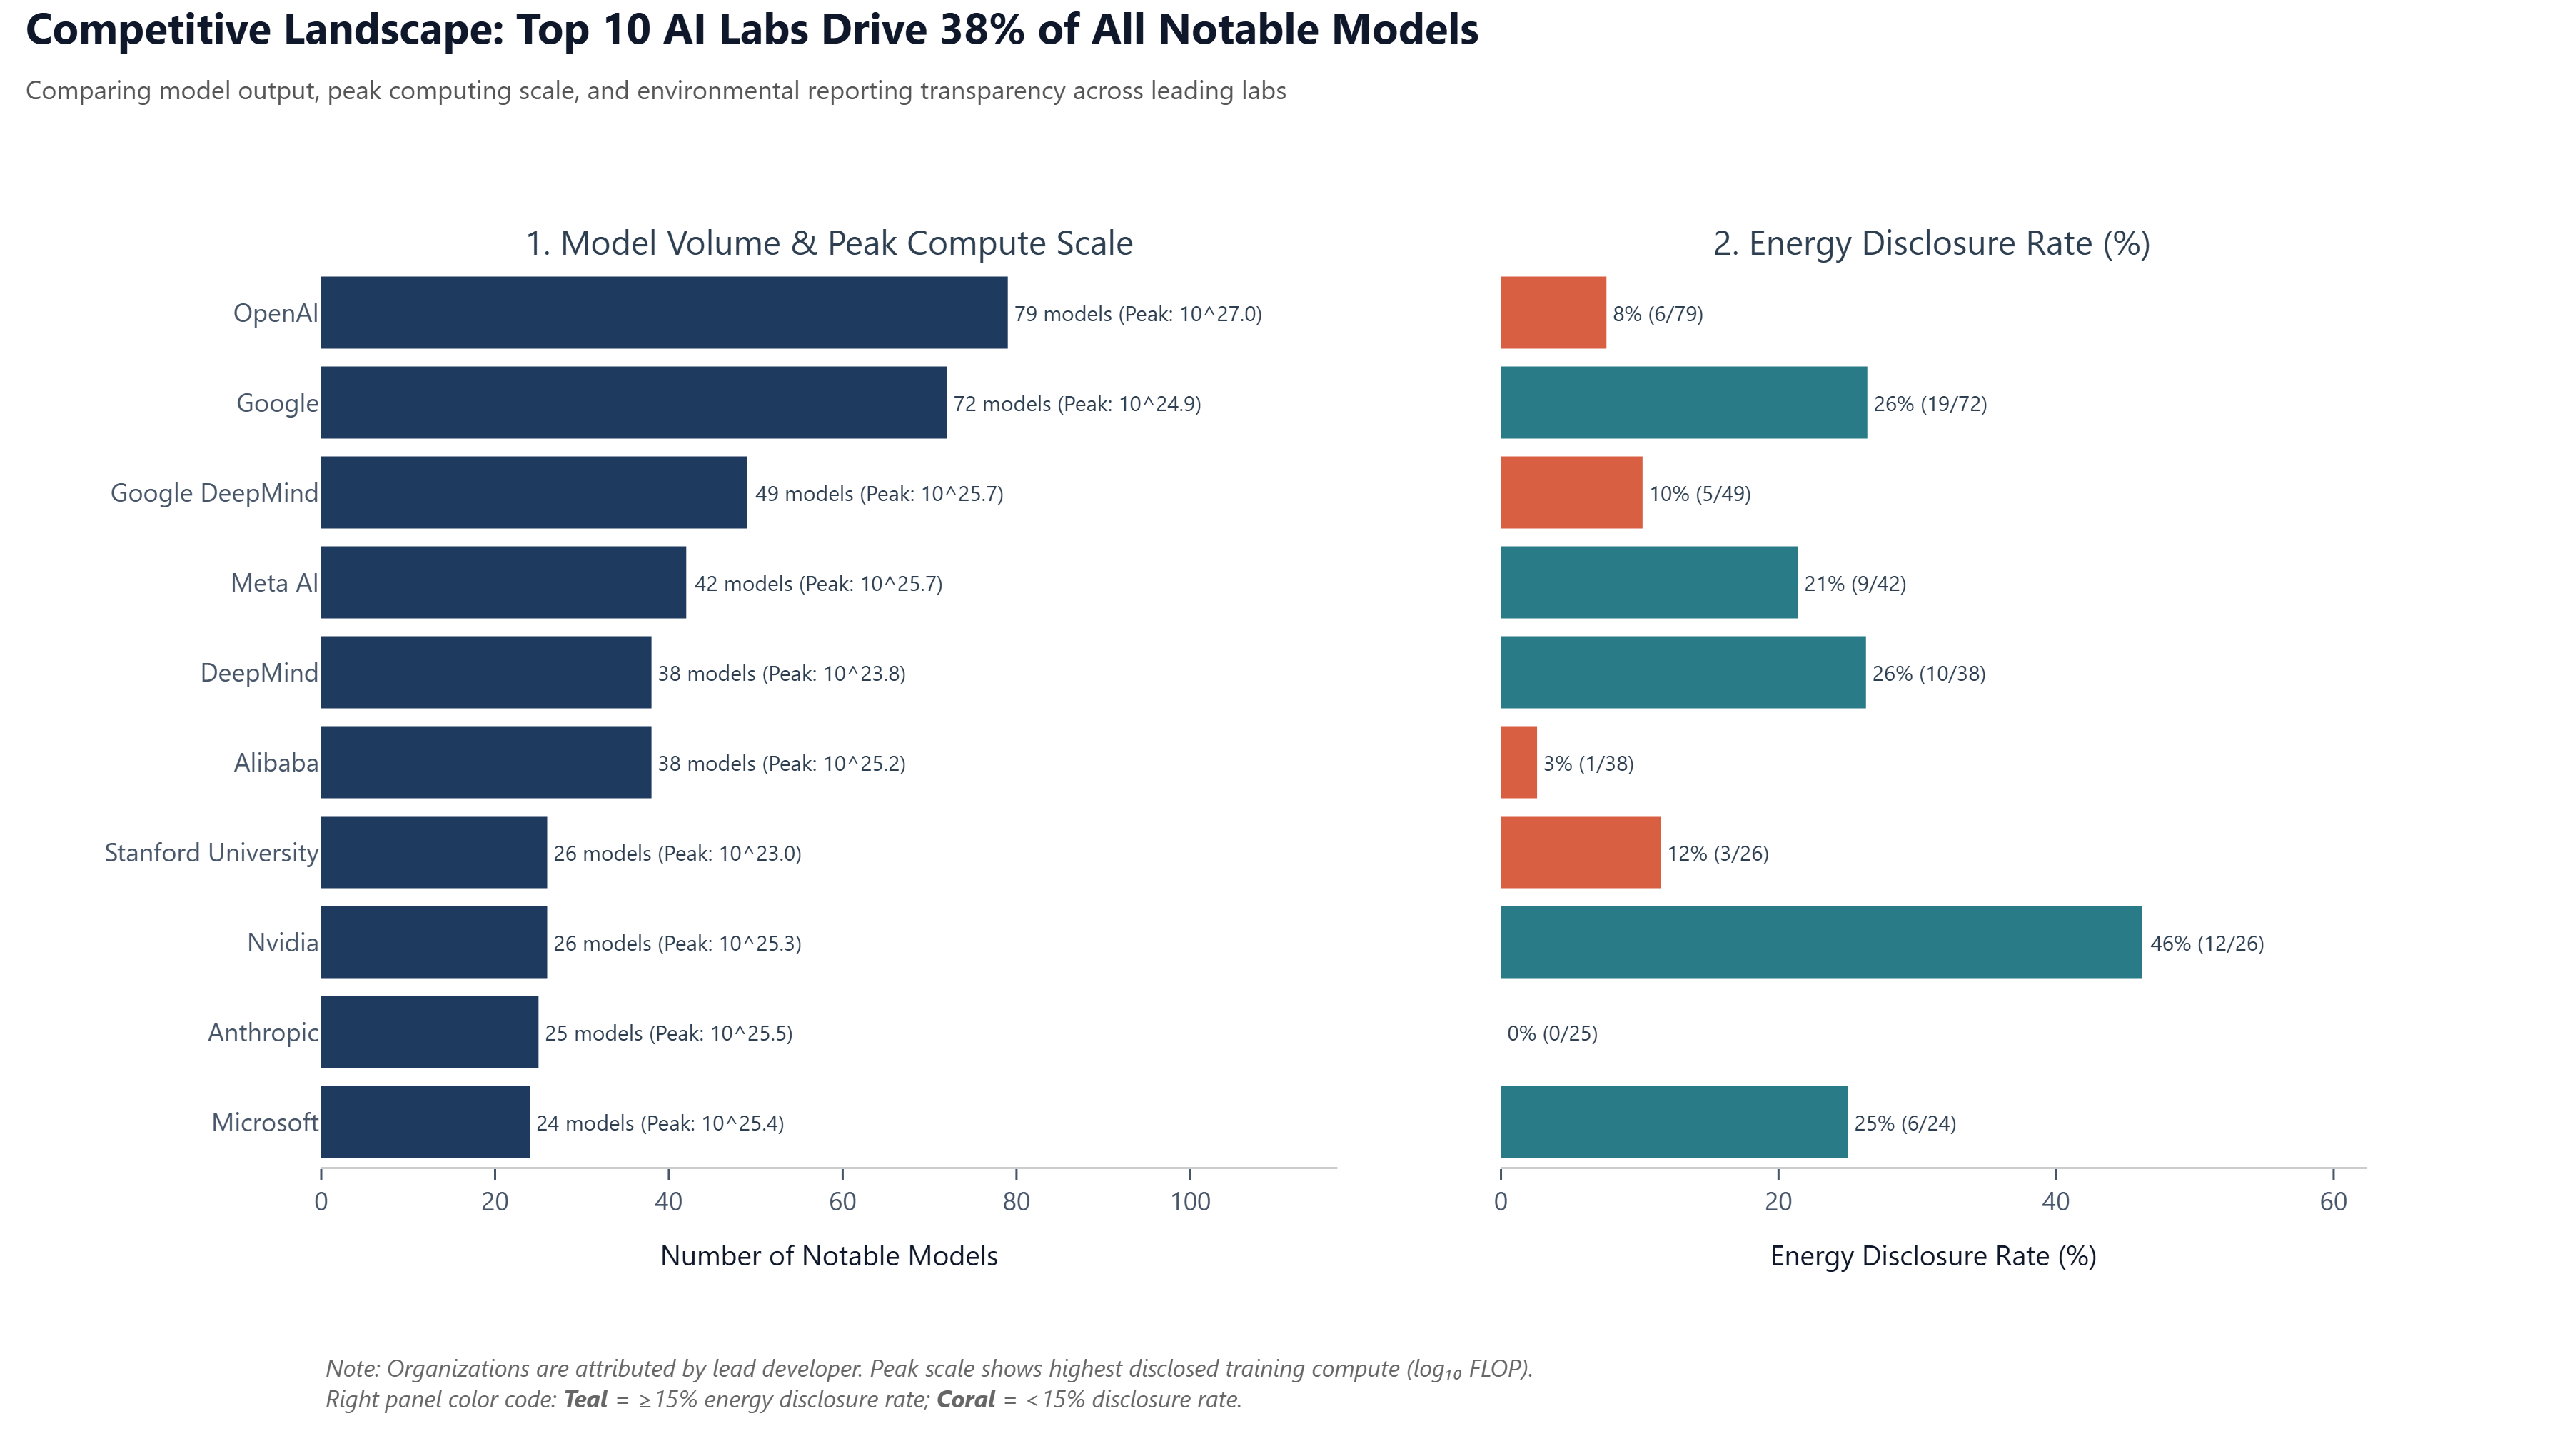 Competitive Landscape: Top 10 AI Labs Drive 38% of All Notable Models
Comparing model output, peak computing scale, and environmental reporting transparency across leading labs
1. Model Volume & Peak Compute Scale
OpenAI
79 models (Peak: 10^27.0)
Google
72 models (Peak: 10^24.9)
Google DeepMind
49 models (Peak: 10^25.7)
Meta AI
42 models (Peak: 10^25.7)
DeepMind
38 models (Peak: 10^23.8)
Alibaba
38 models (Peak: 10^25.2)
Stanford University
26 models (Peak: 10^23.0)
Nvidia
26 models (Peak: 10^25.3)
Anthropic
25 models (Peak: 10^25.5)
Microsoft
24 models (Peak: 10^25.4)
0 20 40 60 80 100
Number of Notable Models
2. Energy Disclosure Rate (%)
8% (6/79)
26% (19/72)
10% (5/49)
21% (9/42)
26% (10/38)
3% (1/38)
12% (3/26)
46% (12/26)
0% (0/25)
25% (6/24)
0 20 40 60
Energy Disclosure Rate (%)
Note: Organizations are attributed by lead developer. Peak scale shows highest disclosed training compute (log₁₀ FLOP).
Right panel color code: Teal = ≥15% energy disclosure rate; Coral = <15% disclosure rate.